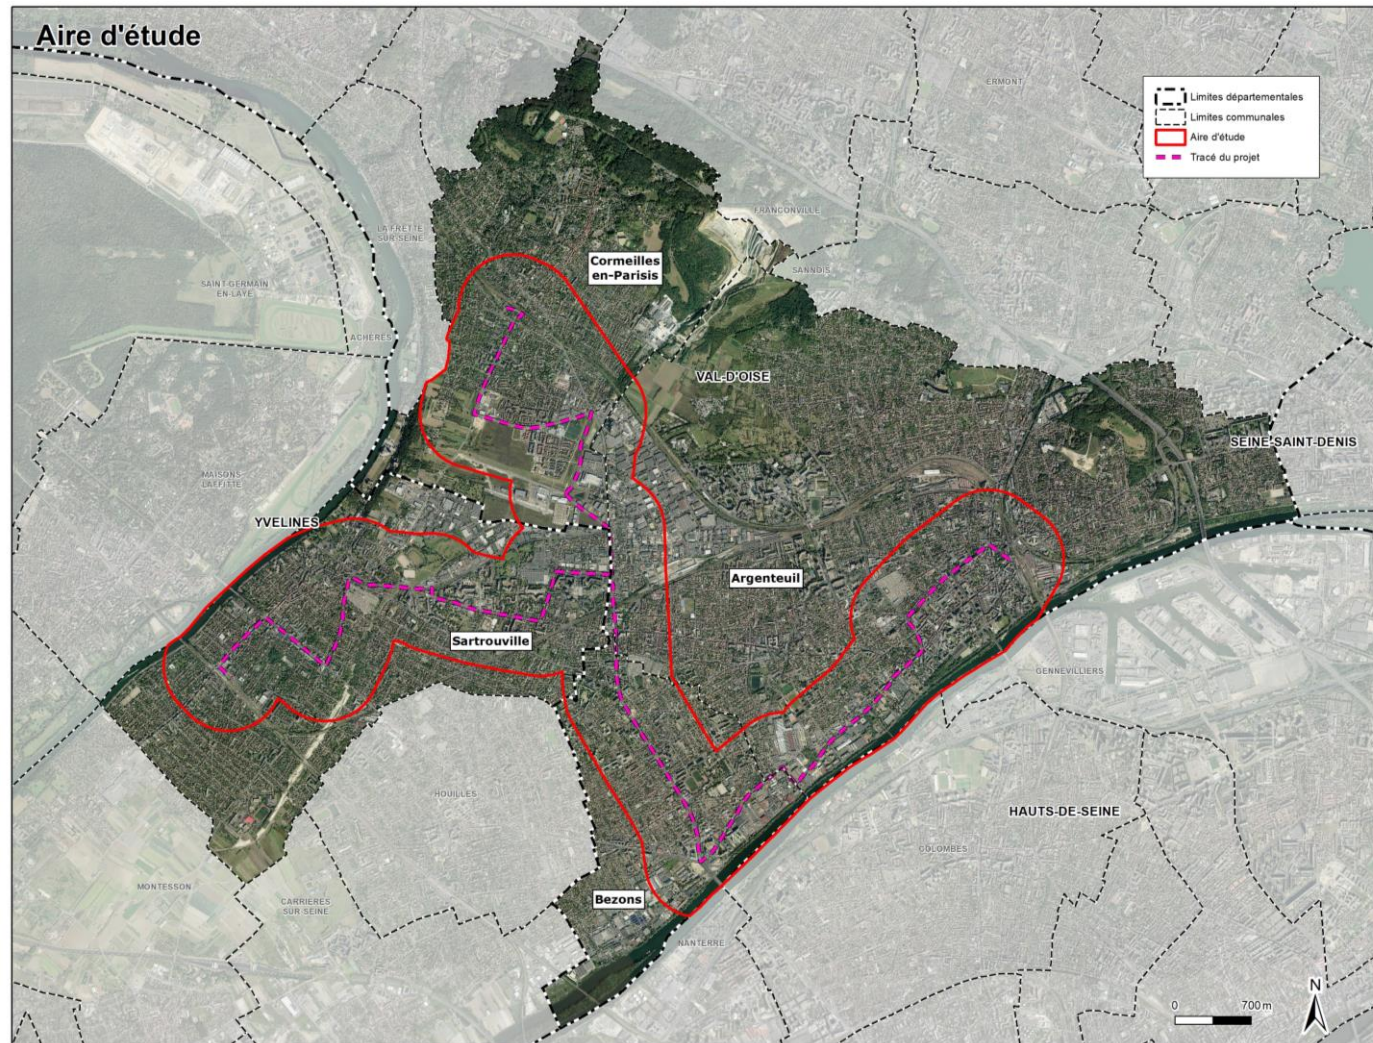 Aire d'étude
Limites départementales
Limites communales
Aire d'étude
Tracé du projet
ERMONT
FRANCONVILLE
LA FRETTE
SUR-SEINE
Cormeilles
en-Parisis
SANNOIS
SAINT-GERMAIN
EN-LAYE
ACHERES
VAL-D'OISE
SEINE-SAINT-DENIS
MAISONS
LAFFITTE
YVELINES
Argenteuil
Sartrouville
GENNEVILLIERS
HOUILLES
HAUTS-DE-SEINE
COLOMBES
MONTESSON
CARRIERES
SUR SEINE
Bezons
NANTERRE
N
0 700 m